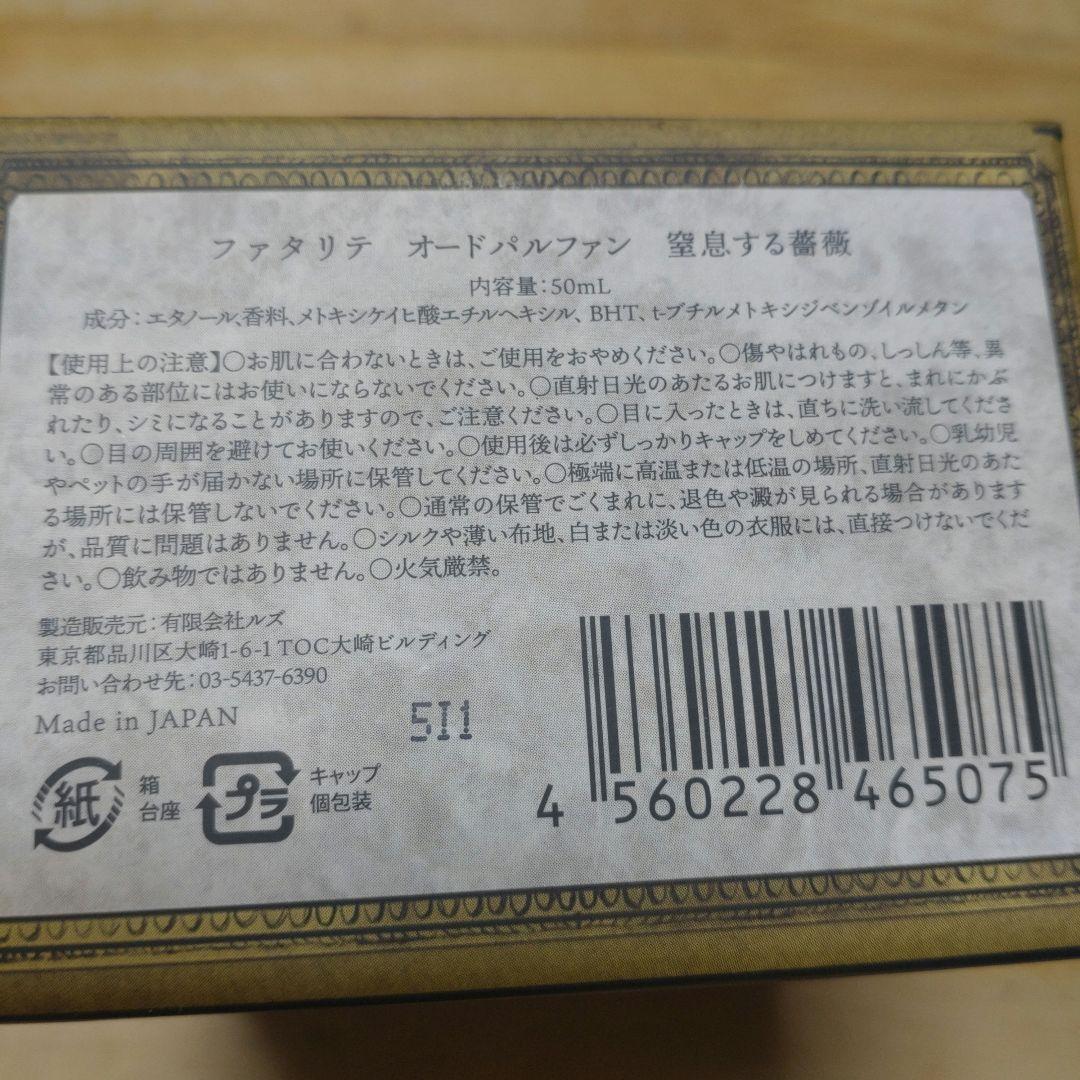 ファタリテ　オードパルファン　窒息する薔薇
内容量：50mL
成分：エタノール、香料、メトキシケイヒ酸エチルヘキシル、BHT、t-ブチルメトキシジベンゾイルメタン
【使用上の注意】○お肌に合わないときは、ご使用をおやめください。○傷やはれもの、しっしん等、異
常のある部位にはお使いにならないでください。○直射日光のあたるお肌につけますと、まれにかぶ
れたり、シミになることがありますので、ご注意ください。○目に入ったときは、直ちに洗い流してくださ
い。○目の周囲を避けてお使いください。○使用後は必ずしっかりキャップをしめてください。○乳幼児
やペットの手が届かない場所に保管してください。○極端に高温または低温の場所、直射日光のあた
る場所には保管しないでください。○通常の保管でごくまれに、退色や澱が見られる場合があります
が、品質に問題はありません。○シルクや薄い布地、白または淡い色の衣服には、直接つけないでくだ
さい。○飲み物ではありません。○火気厳禁。
製造販売元：有限会社ルズ
東京都品川区大崎1-6-1 TOC大崎ビルディング
お問い合わせ先：03-5437-6390
Made in JAPAN
5I1
紙
箱
台座
プラ
キャップ
個包装
4 560228 465075